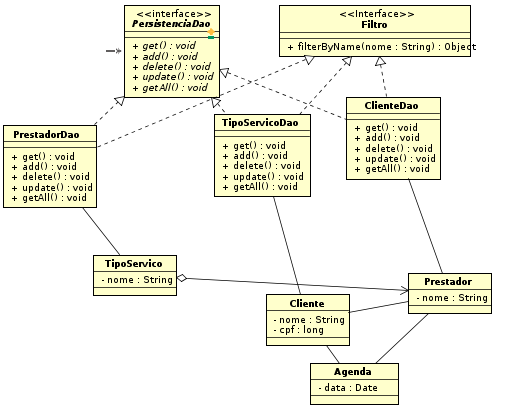 <<interface>>
PersistenciaDao
+ get() : void
+ add() : void
+ delete() : void
+ update() : void
+ getAll() : void
<<Interface>>
Filtro
+ filterByName(nome : String) : Object
PrestadorDao
+ get() : void
+ add() : void
+ delete() : void
+ update() : void
+ getAll() : void
TipoServicoDao
+ get() : void
+ add() : void
+ delete() : void
+ update() : void
+ getAll() : void
ClienteDao
+ get() : void
+ add() : void
+ delete() : void
+ update() : void
+ getAll() : void
TipoServico
- nome : String
Cliente
- nome : String
- cpf : long
Prestador
- nome : String
Agenda
- data : Date